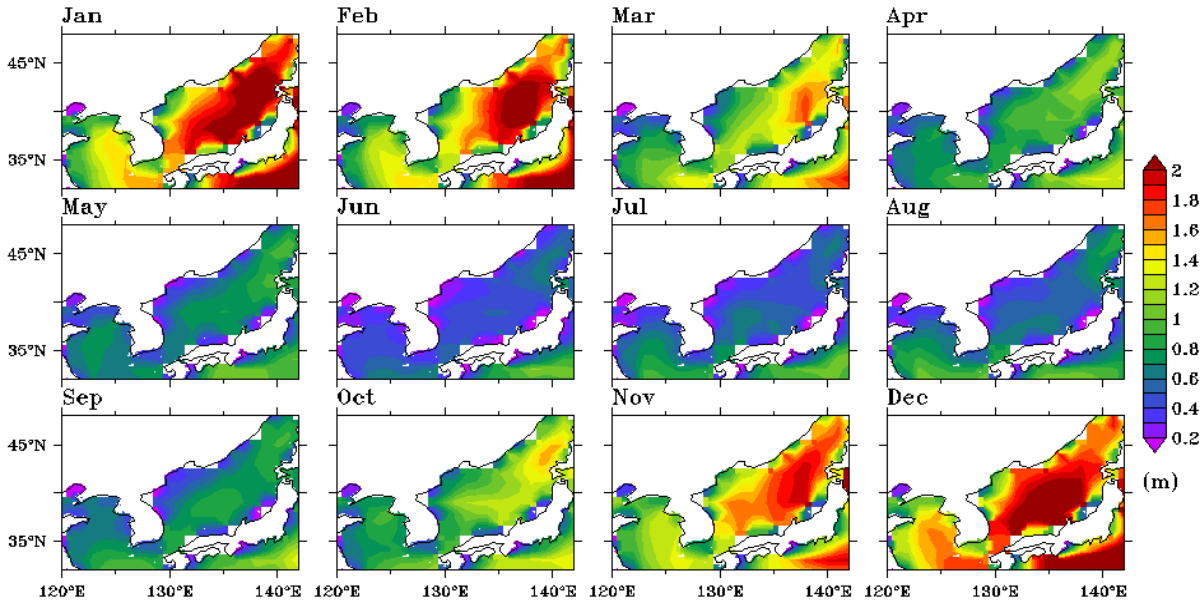 Jan Feb Mar Apr
45°N
35°N
2
1.8
1.6
1.4
1.2
1
0.8
0.6
0.4
0.2
(m)
May Jun Jul Aug
45°N
35°N
Sep Oct Nov Dec
45°N
35°N
120°E 130°E 140°E 120°E 130°E 140°E 120°E 130°E 140°E 120°E 130°E 140°E